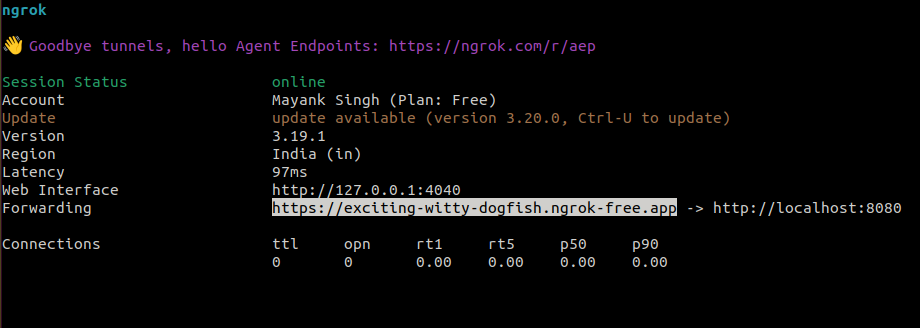 ngrok
👋 Goodbye tunnels, hello Agent Endpoints: https://ngrok.com/r/aep
Session Status online
Account Mayank Singh (Plan: Free)
Update update available (version 3.20.0, Ctrl-U to update)
Version 3.19.1
Region India (in)
Latency 97ms
Web Interface http://127.0.0.1:4040
Forwarding https://exciting-witty-dogfish.ngrok-free.app -> http://localhost:8080
Connections ttl opn rt1 rt5 p50 p90
0 0 0.00 0.00 0.00 0.00